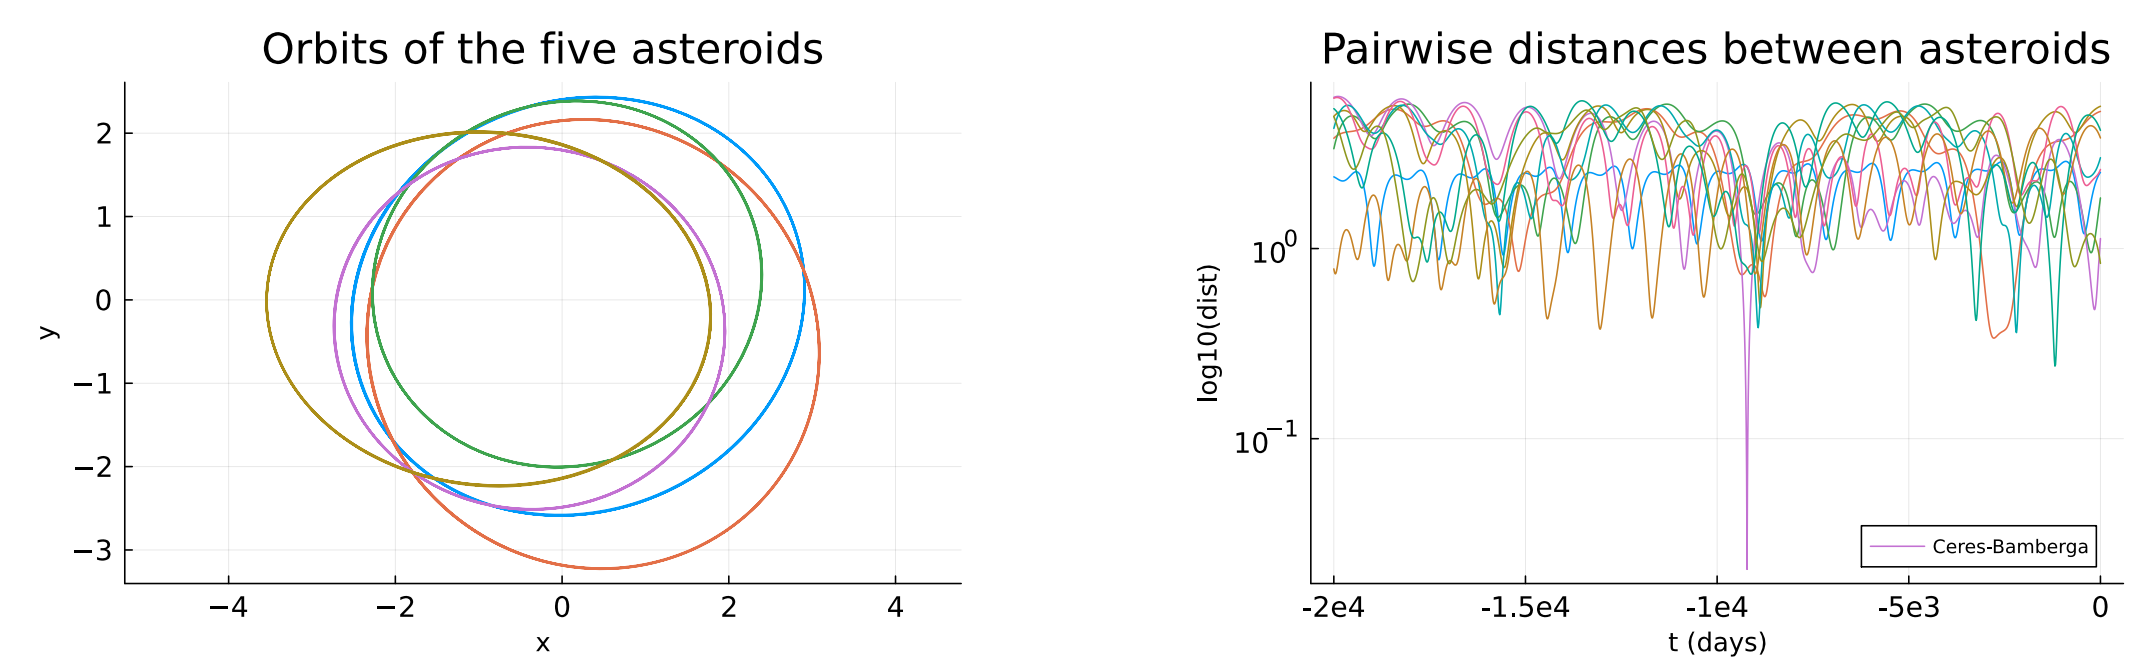 Orbits of the five asteroids
y
2
1
0
−1
−2
−3
−4 −2 0 2 4
x
Pairwise distances between asteroids
log10(dist)
10^0
10^−1
Ceres-Bamberga
-2e4 -1.5e4 -1e4 -5e3 0
t (days)